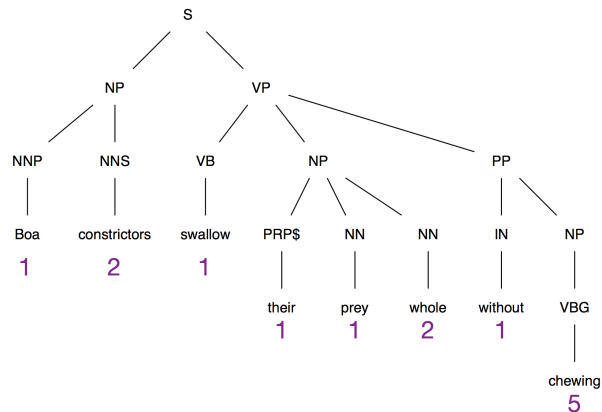 S
NP VP
NNP NNS VB NP PP
Boa constrictors swallow PRP$ NN NN IN NP
1 2 1
their prey whole without VBG
1 1 2 1
chewing
5